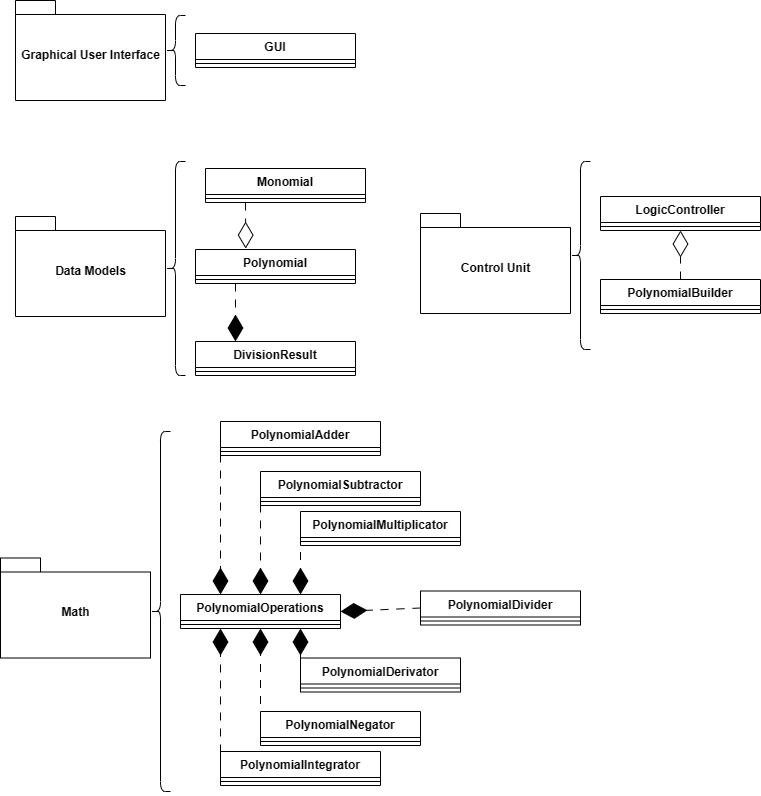 Graphical User Interface
GUI
Data Models
Monomial
Polynomial
DivisionResult
Control Unit
LogicController
PolynomialBuilder
Math
PolynomialAdder
PolynomialSubtractor
PolynomialMultiplicator
PolynomialOperations
PolynomialDivider
PolynomialDerivator
PolynomialNegator
PolynomialIntegrator